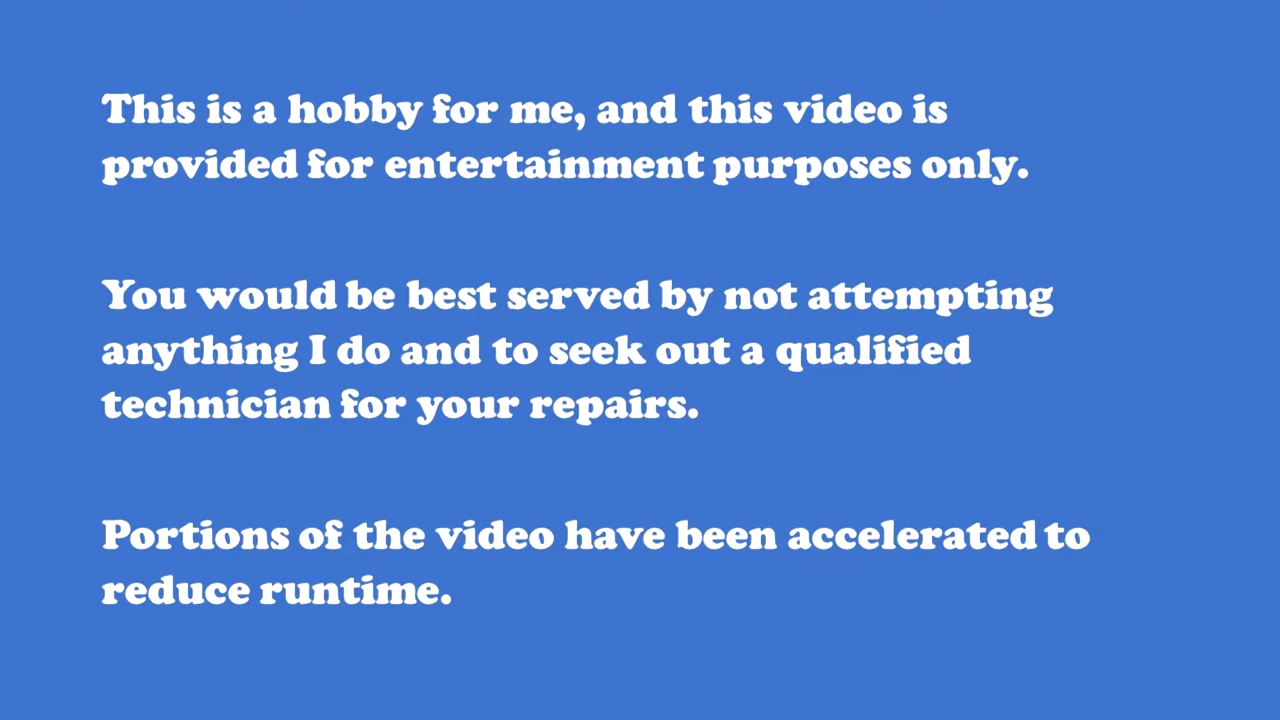 This is a hobby for me, and this video is
provided for entertainment purposes only.
You would be best served by not attempting
anything I do and to seek out a qualified
technician for your repairs.
Portions of the video have been accelerated to
reduce runtime.